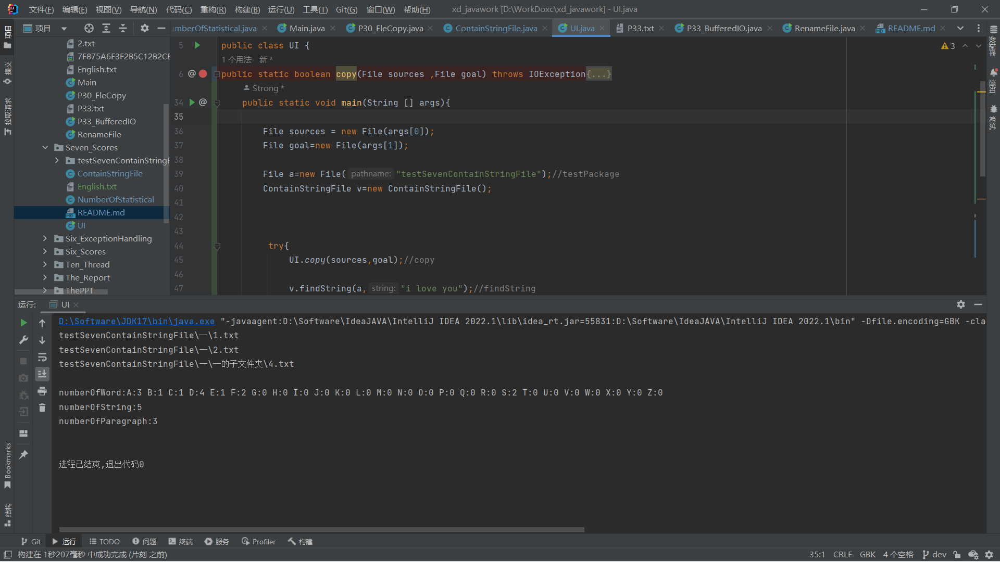 文件(F) 编辑(E) 视图(V) 导航(N) 代码(C) 重构(R) 构建(B) 运行(U) 工具(T) Git(G) 窗口(W) 帮助(H) xd_javawork [D:\WorkDoxc\xd_javawork] - UI.java
项目 umberOfStatistical.java Main.java P30_FleCopy.java ContainStringFile.java UI.java P33.txt P33_BufferedIO.java RenameFile.java README.md
项目
提交
拉取请求
Bookmarks
结构
2.txt
7F875A6F3F2B5C12B2CE
English.txt
Main
P30_FleCopy
P33.txt
P33_BufferedIO
RenameFile
Seven_Scores
testSevenContainStringF
ContainStringFile
English.txt
NumberOfStatistical
README.md
UI
Six_ExceptionHandling
Six_Scores
Ten_Thread
The_Report
ThePPT
5 public class UI {
1 个用法 新 *
6 @ public static boolean copy(File sources ,File goal) throws IOException{...}
Strong *
34 @ public static void main(String [] args){
35
36 File sources = new File(args[0]);
37 File goal=new File(args[1]);
38
39 File a=new File( pathname: "testSevenContainStringFile");//testPackage
40 ContainStringFile v=new ContainStringFile();
41
42
43
44 try{
45 UI.copy(sources,goal);//copy
46
47 v.findString(a, string: "i love you");//findString
3
数据库
通知
调试
运行: UI
D:\Software\JDK17\bin\java.exe "-javaagent:D:\Software\IdeaJAVA\IntelliJ IDEA 2022.1\lib\idea_rt.jar=55831:D:\Software\IdeaJAVA\IntelliJ IDEA 2022.1\bin" -Dfile.encoding=GBK -cla
testSevenContainStringFile\一\1.txt
testSevenContainStringFile\一\2.txt
testSevenContainStringFile\一\一的子文件夹\4.txt
numberOfWord:A:3 B:1 C:1 D:4 E:1 F:2 G:0 H:0 I:0 J:0 K:0 L:0 M:0 N:0 O:0 P:0 Q:0 R:0 S:2 T:0 U:0 V:0 W:0 X:0 Y:0 Z:0
numberOfString:5
numberOfParagraph:3
进程已结束,退出代码0
Git 运行 TODO 问题 终端 服务 Profiler 构建
构建在 1秒207毫秒 中成功完成 (片刻 之前) 35:1 CRLF GBK 4 个空格 dev